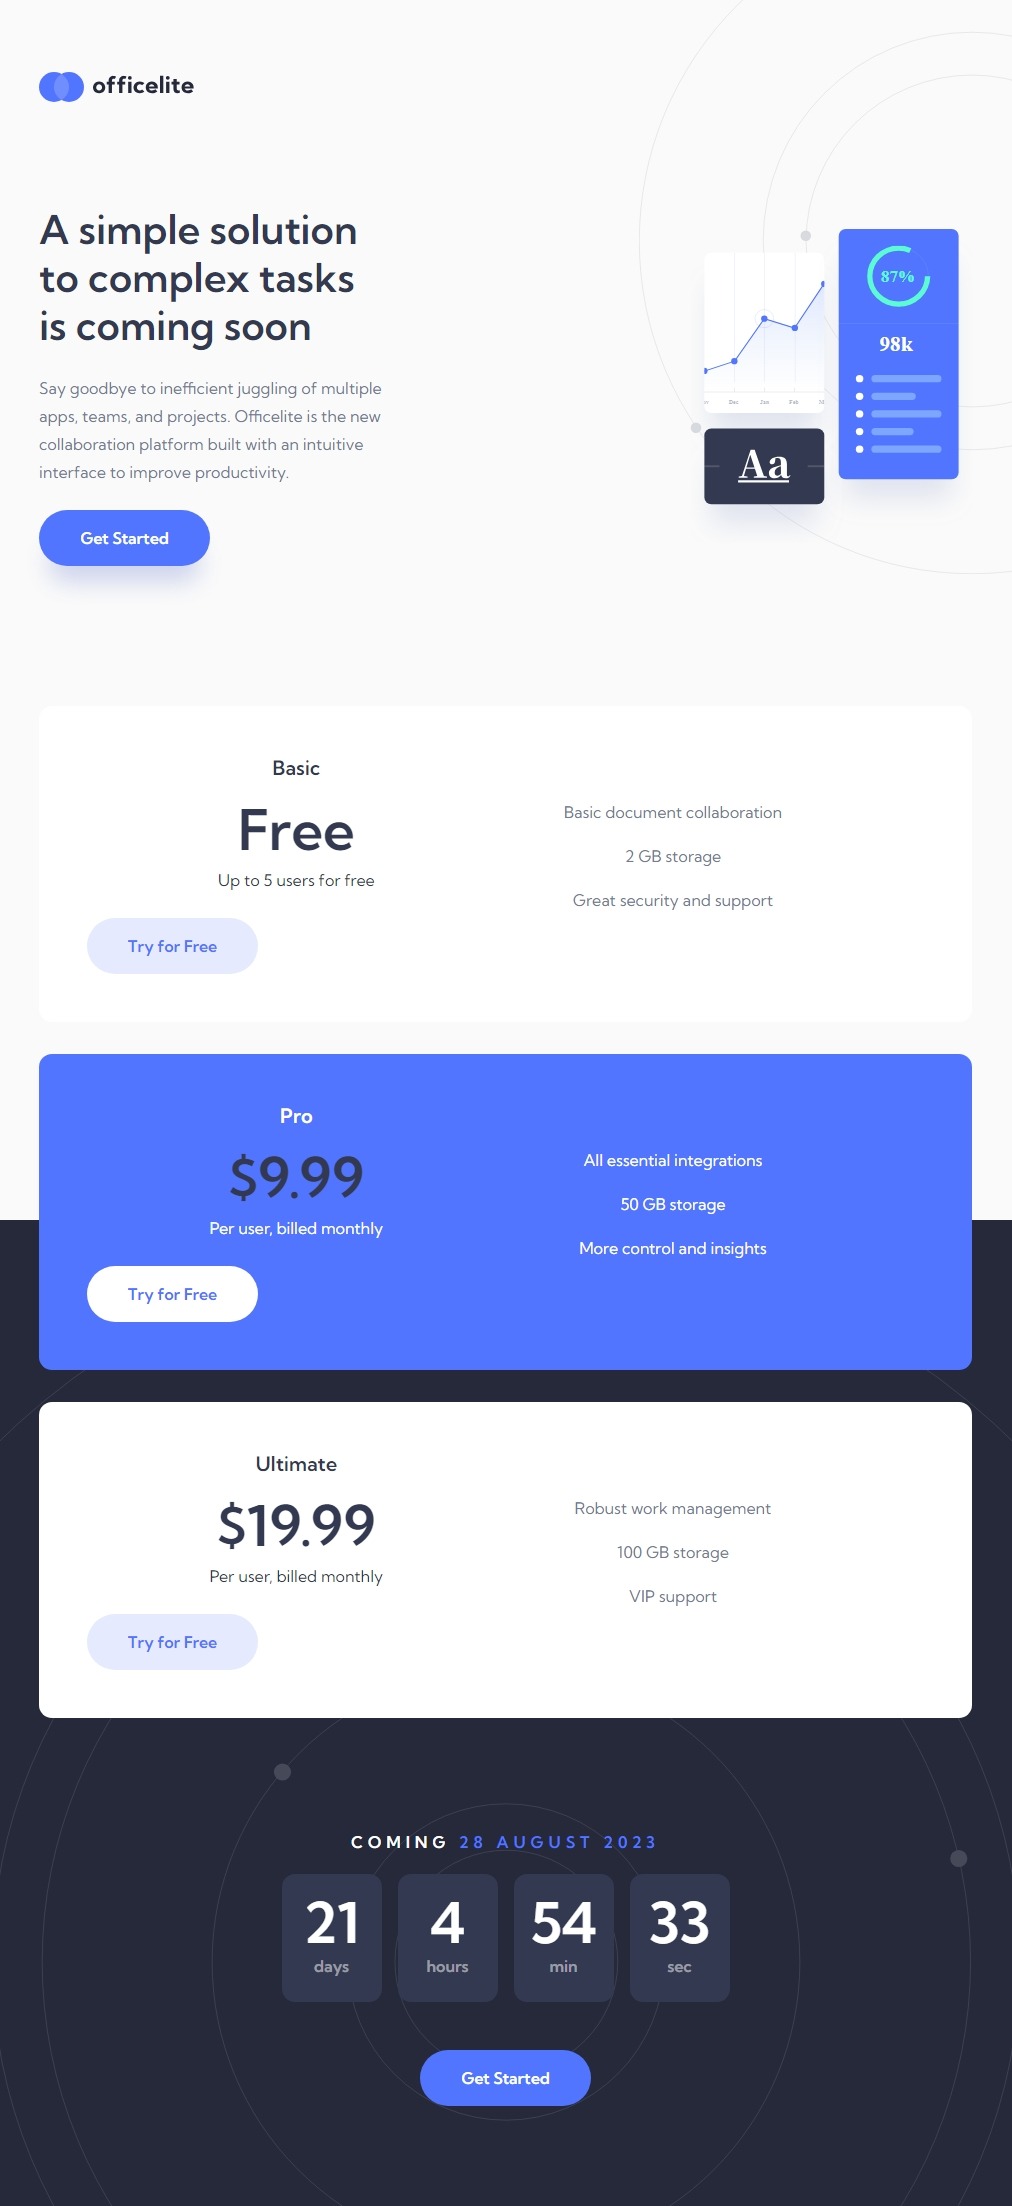 officelite
A simple solution
to complex tasks
is coming soon
Say goodbye to inefficient juggling of multiple
apps, teams, and projects. Officelite is the new
collaboration platform built with an intuitive
interface to improve productivity.
Get Started
87%
98k
Dec Jan Feb
Aa
Basic
Free
Up to 5 users for free
Try for Free
Basic document collaboration
2 GB storage
Great security and support
Pro
$9.99
Per user, billed monthly
Try for Free
All essential integrations
50 GB storage
More control and insights
Ultimate
$19.99
Per user, billed monthly
Try for Free
Robust work management
100 GB storage
VIP support
COMING 28 AUGUST 2023
21 4 54 33
days hours min sec
Get Started